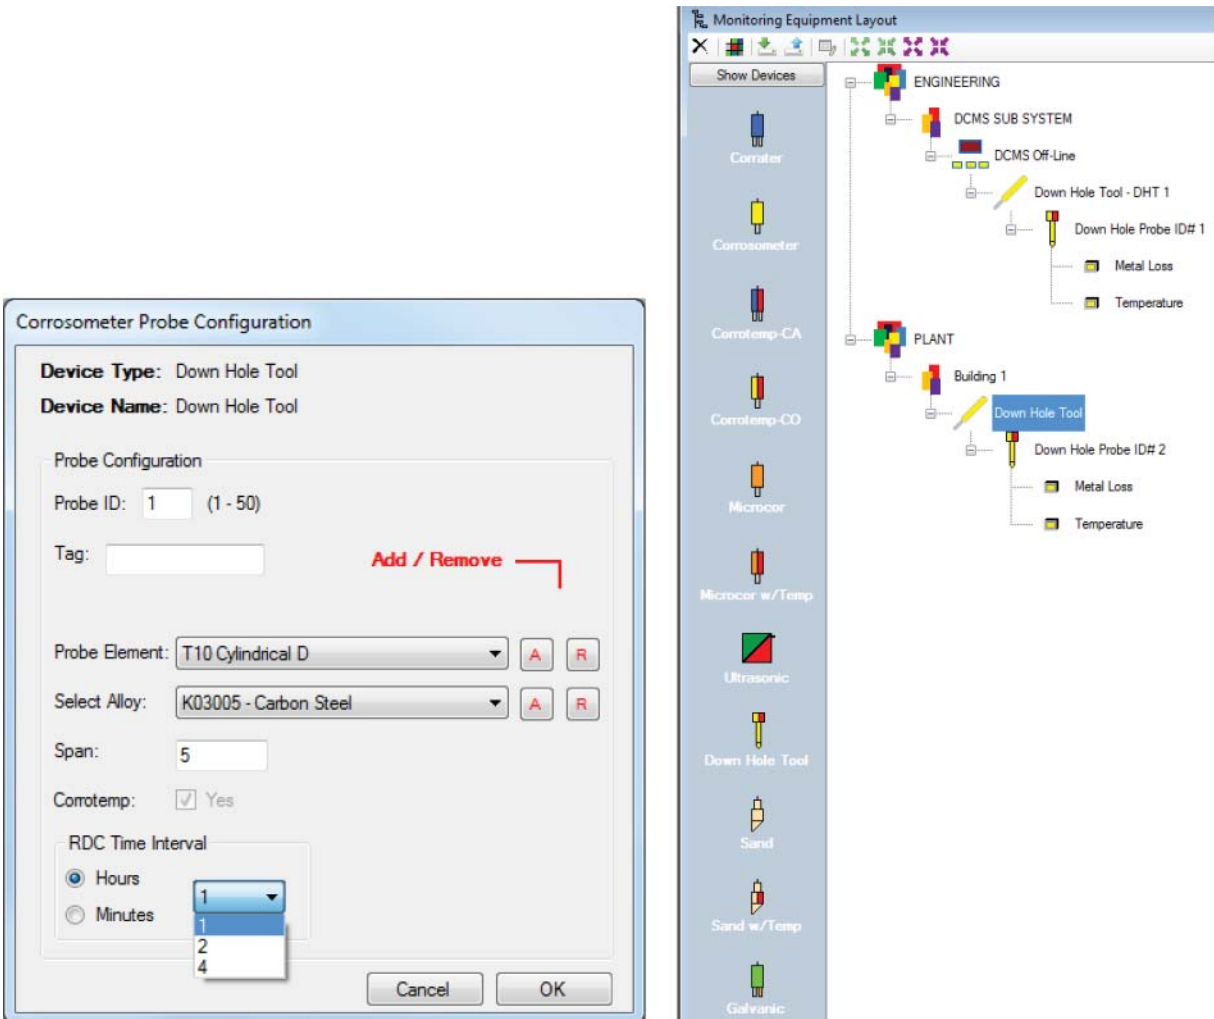 Corrosometer Probe Configuration
Device Type: Down Hole Tool
Device Name: Down Hole Tool
Probe Configuration
Probe ID: 1 (1 - 50)
Tag:
Add / Remove
Probe Element: T10 Cylindrical D A R
Select Alloy: K03005 - Carbon Steel A R
Span: 5
Corrotemp: Yes
RDC Time Interval
Hours
1
Minutes
1
2
4
Cancel OK
Monitoring Equipment Layout
Show Devices
Corrater
Corrosometer
Corrotemp-CA
Corrotemp-CO
Microcor
Microcor w/Temp
Ultrasonic
Down Hole Tool
Sand
Sand w/Temp
Galvanic
ENGINEERING
DCMS SUB SYSTEM
DCMS Off-Line
Down Hole Tool - DHT 1
Down Hole Probe ID# 1
Metal Loss
Temperature
PLANT
Building 1
Down Hole Tool
Down Hole Probe ID# 2
Metal Loss
Temperature